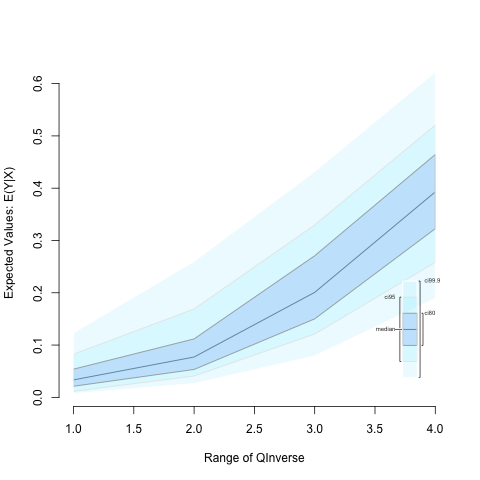 Expected Values: E(Y|X)
0.6
0.5
0.4
0.3
0.2
0.1
0.0
ci99.9
ci95
ci80
median
1.0 1.5 2.0 2.5 3.0 3.5 4.0
Range of QInverse